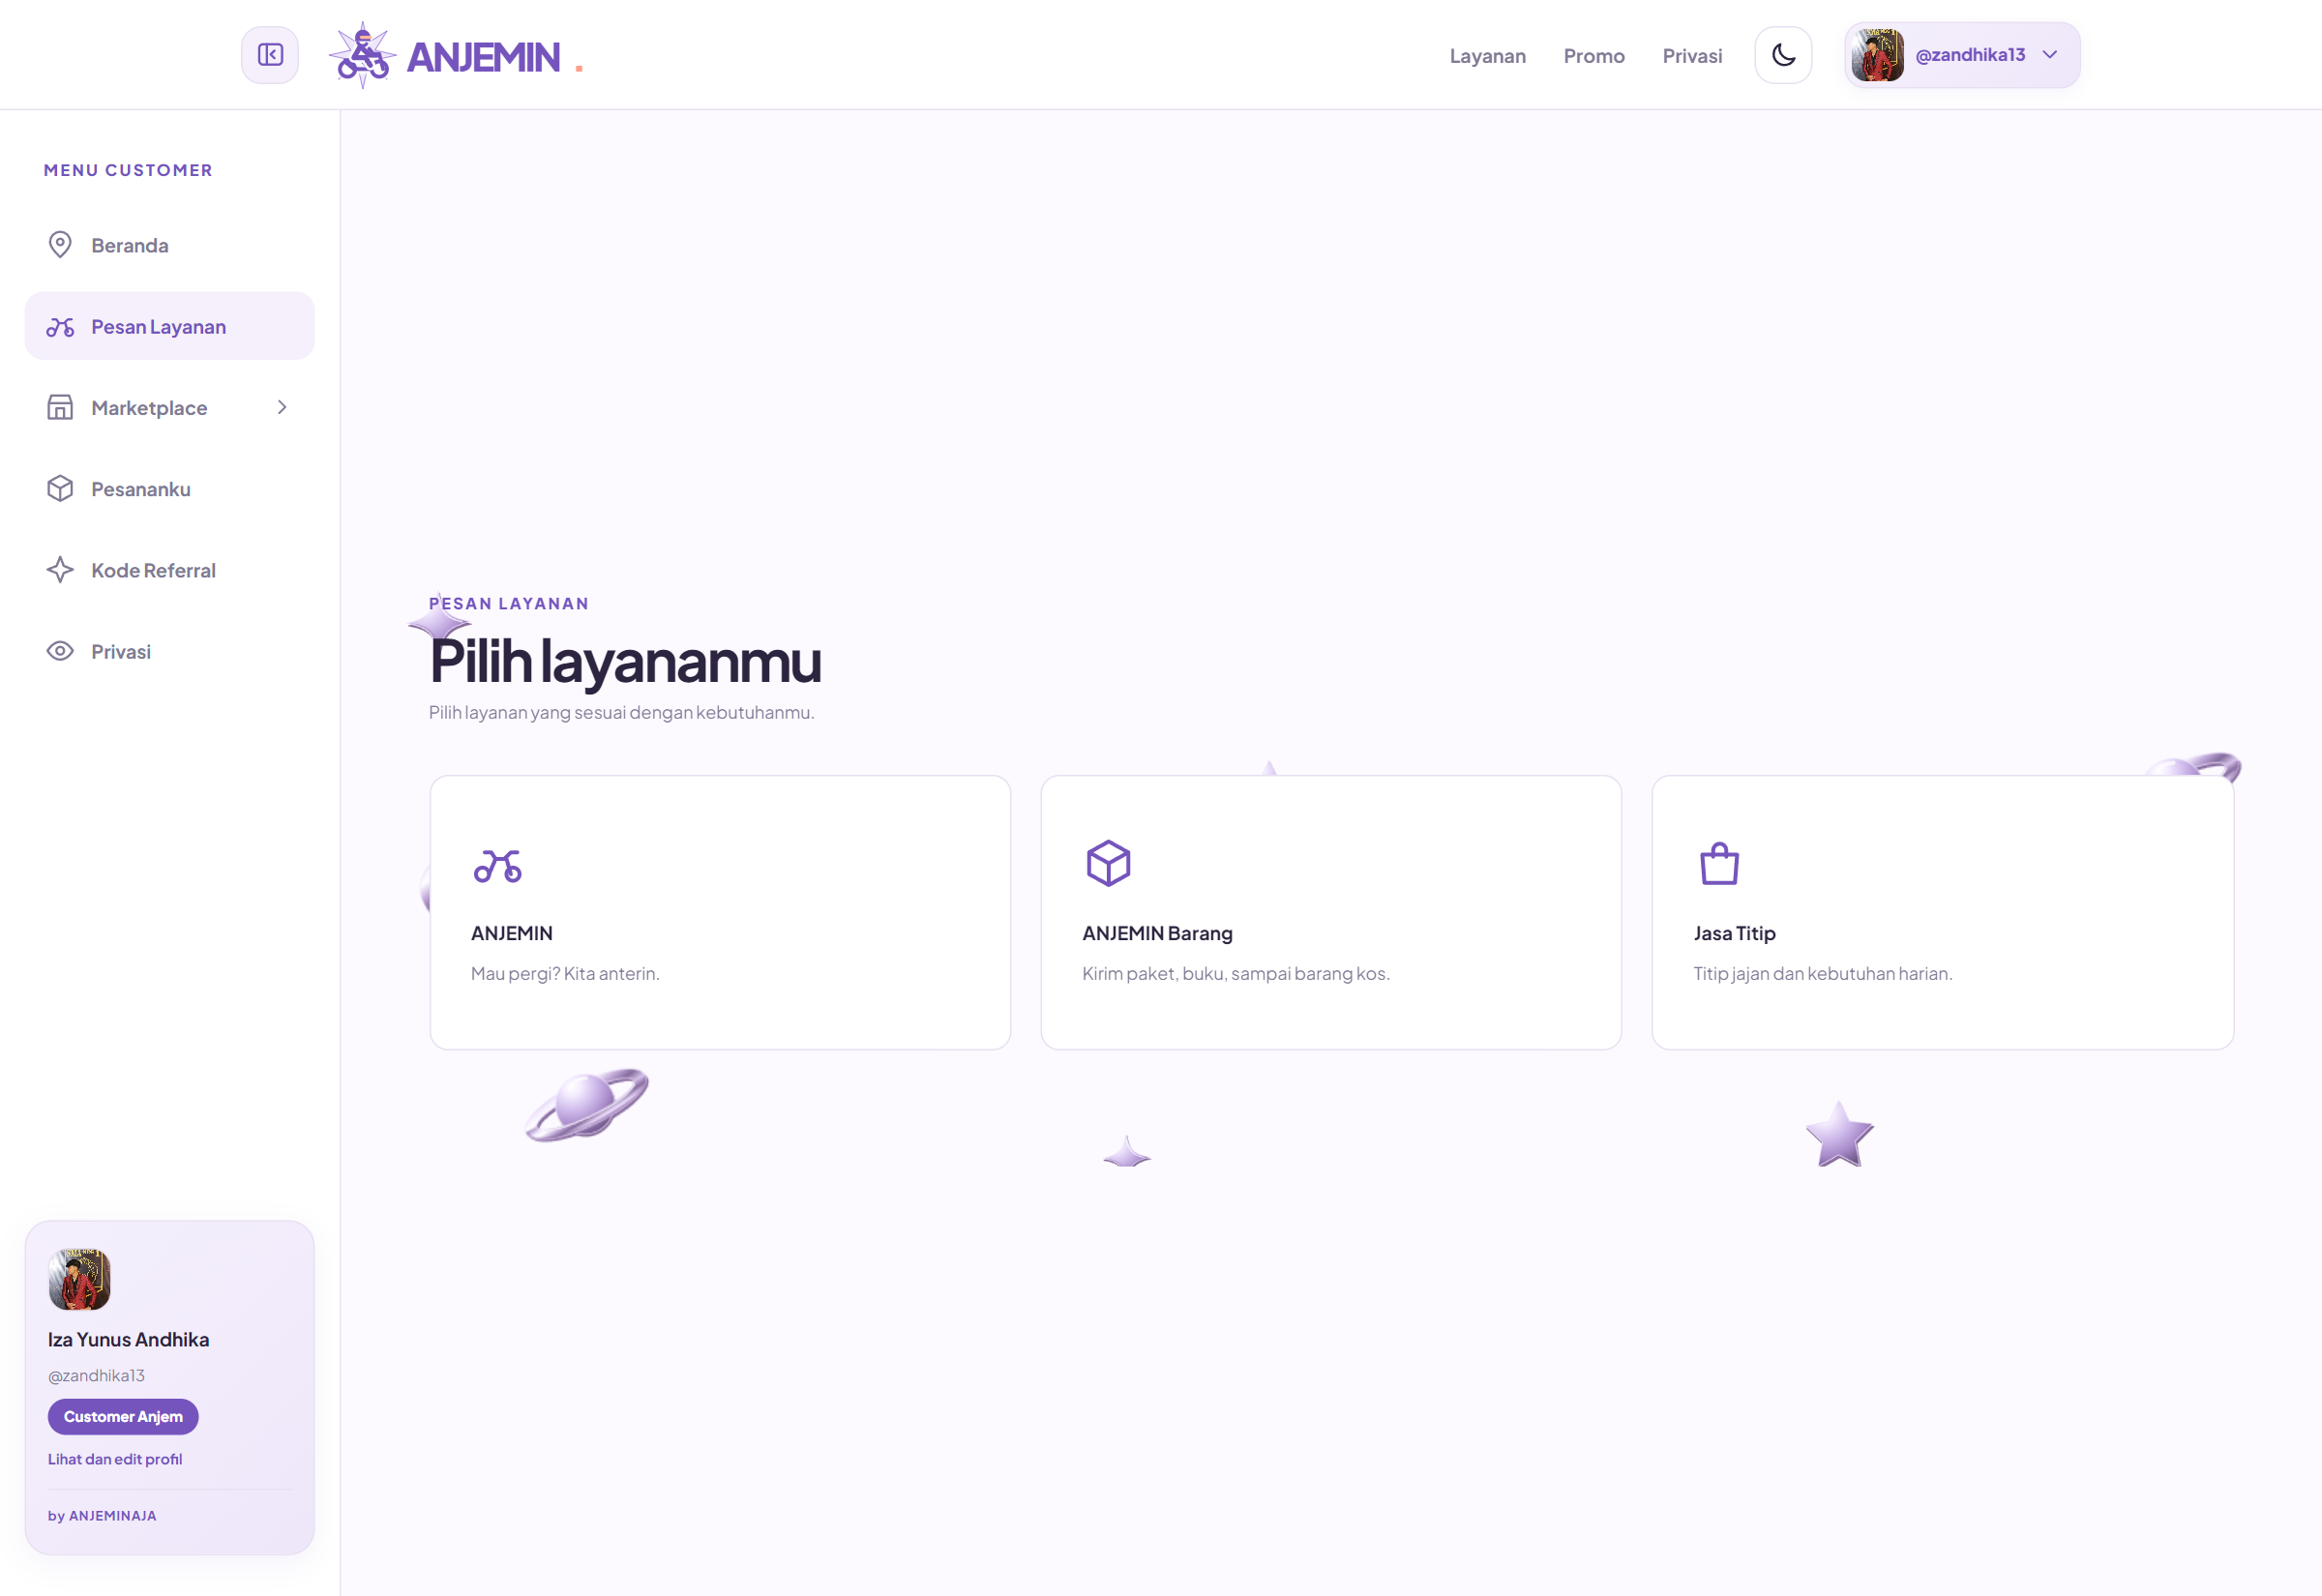 ANJEMIN .
Layanan
Promo
Privasi
@zandhika13
MENU CUSTOMER
Beranda
Pesan Layanan
Marketplace
Pesananku
Kode Referral
Privasi
PESAN LAYANAN
Pilih layananmu
Pilih layanan yang sesuai dengan kebutuhanmu.
ANJEMIN
Mau pergi? Kita anterin.
ANJEMIN Barang
Kirim paket, buku, sampai barang kos.
Jasa Titip
Titip jajan dan kebutuhan harian.
Iza Yunus Andhika
@zandhika13
Customer Anjem
Lihat dan edit profil
by ANJEMINAJA